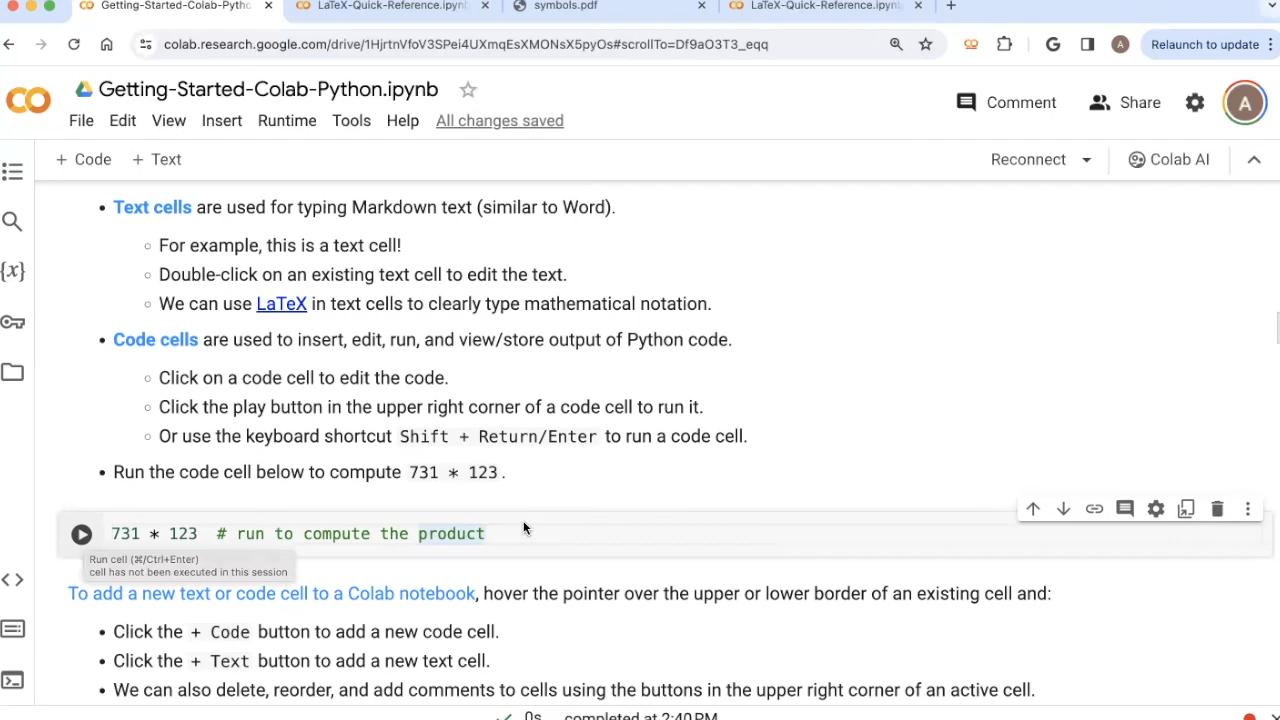 Getting-Started-Colab-Pytho
LaTeX-Quick-Reference.ipynb
symbols.pdf
LaTeX-Quick-Reference.ipynb
colab.research.google.com/drive/1HjrtnVfoV3SPei4UXmqEsXMONsX5pyOs#scrollTo=Df9aO3T3_eqq
A
Relaunch to update
Getting-Started-Colab-Python.ipynb
Comment
Share
A
File Edit View Insert Runtime Tools Help All changes saved
+ Code + Text
Reconnect
Colab AI
• Text cells are used for typing Markdown text (similar to Word).
◦ For example, this is a text cell!
◦ Double-click on an existing text cell to edit the text.
◦ We can use LaTeX in text cells to clearly type mathematical notation.
• Code cells are used to insert, edit, run, and view/store output of Python code.
◦ Click on a code cell to edit the code.
◦ Click the play button in the upper right corner of a code cell to run it.
◦ Or use the keyboard shortcut Shift + Return/Enter to run a code cell.
• Run the code cell below to compute 731 * 123.
731 * 123 # run to compute the product
Run cell (⌘/Ctrl+Enter)
cell has not been executed in this session
To add a new text or code cell to a Colab notebook, hover the pointer over the upper or lower border of an existing cell and:
• Click the + Code button to add a new code cell.
• Click the + Text button to add a new text cell.
• We can also delete, reorder, and add comments to cells using the buttons in the upper right corner of an active cell.
0s completed at 2:40 PM